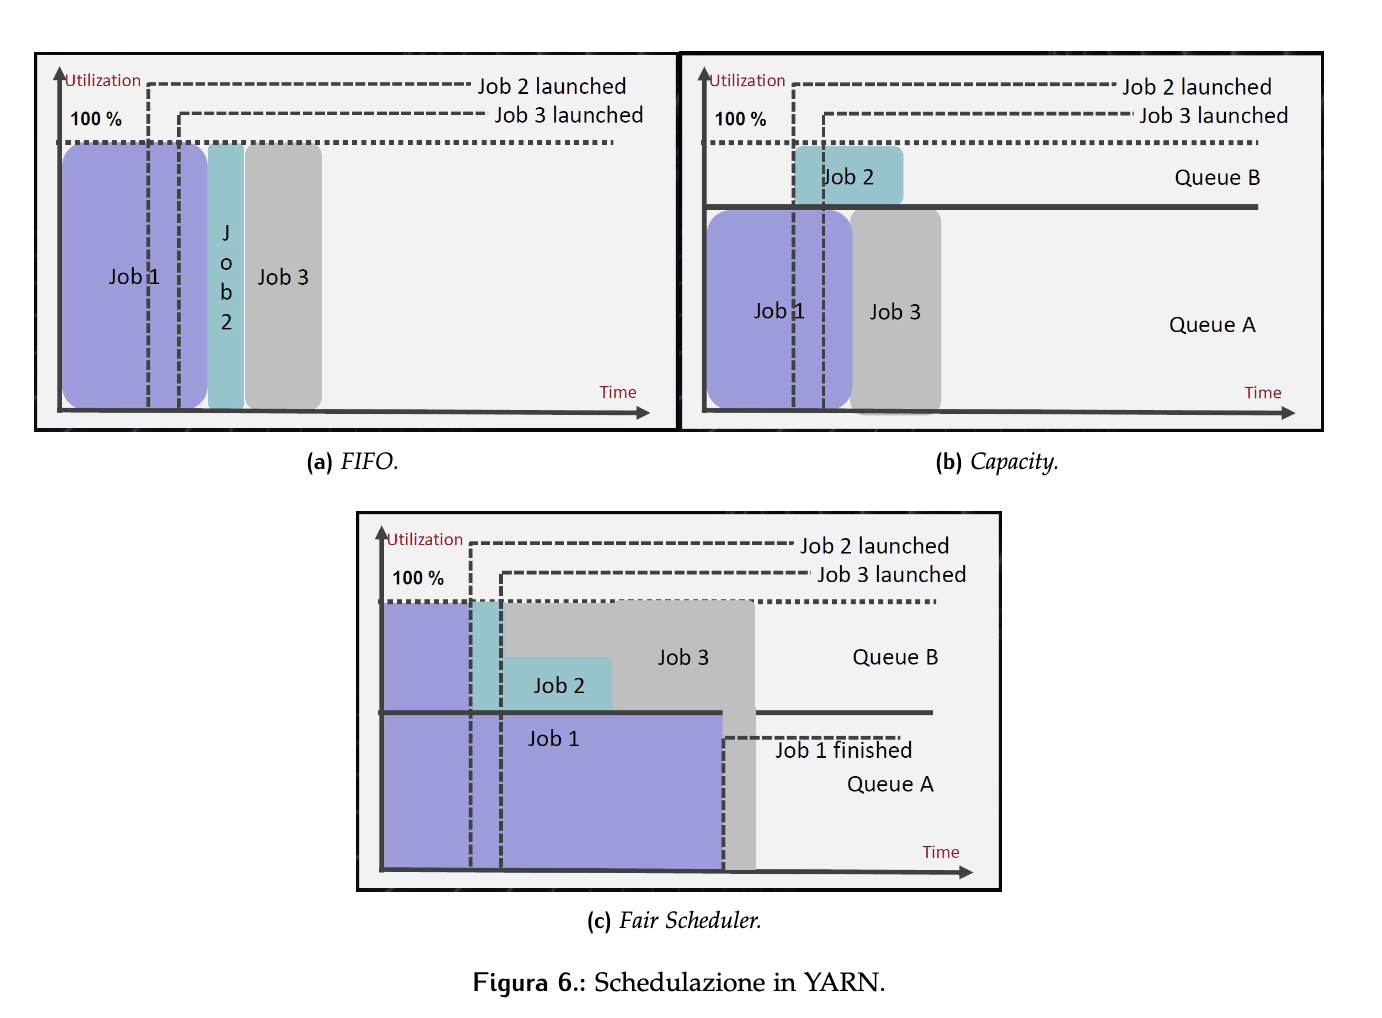 Utilization
Job 2 launched
100 %
Job 3 launched
Job 1
J
o
b
2
Job 3
Time
(a) FIFO.
Utilization
Job 2 launched
100 %
Job 3 launched
Job 2
Queue B
Job 1
Job 3
Queue A
Time
(b) Capacity.
Utilization
Job 2 launched
100 %
Job 3 launched
Job 3
Queue B
Job 2
Job 1
Job 1 finished
Queue A
Time
(c) Fair Scheduler.
Figura 6.: Schedulazione in YARN.